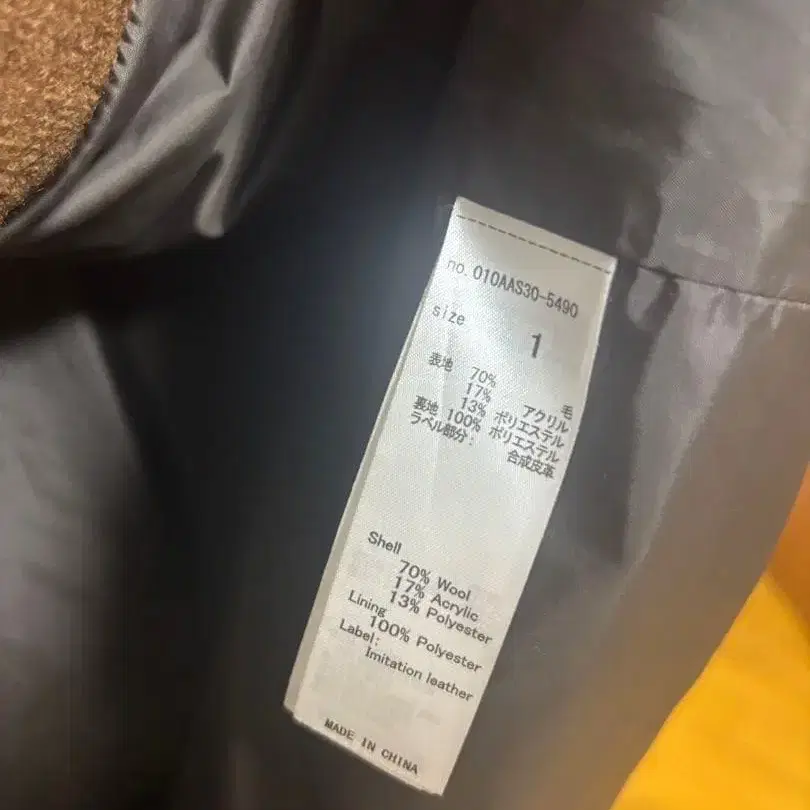 no. 010AAS30-5490
size 1
表地 70% 毛
17% アクリル
13% ポリエステル
裏地 100% ポリエステル
ラベル部分: 合成皮革
Shell
70% Wool
17% Acrylic
13% Polyester
Lining
100% Polyester
Label:
Imitation leather
MADE IN CHINA